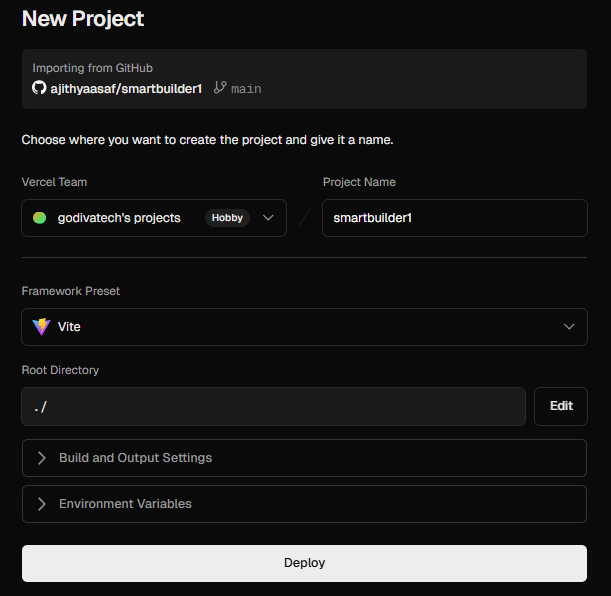 New Project
Importing from GitHub
ajithyaasaf/smartbuilder1 main
Choose where you want to create the project and give it a name.
Vercel Team
Project Name
godivatech's projects Hobby
/
smartbuilder1
Framework Preset
Vite
Root Directory
./
Edit
Build and Output Settings
Environment Variables
Deploy